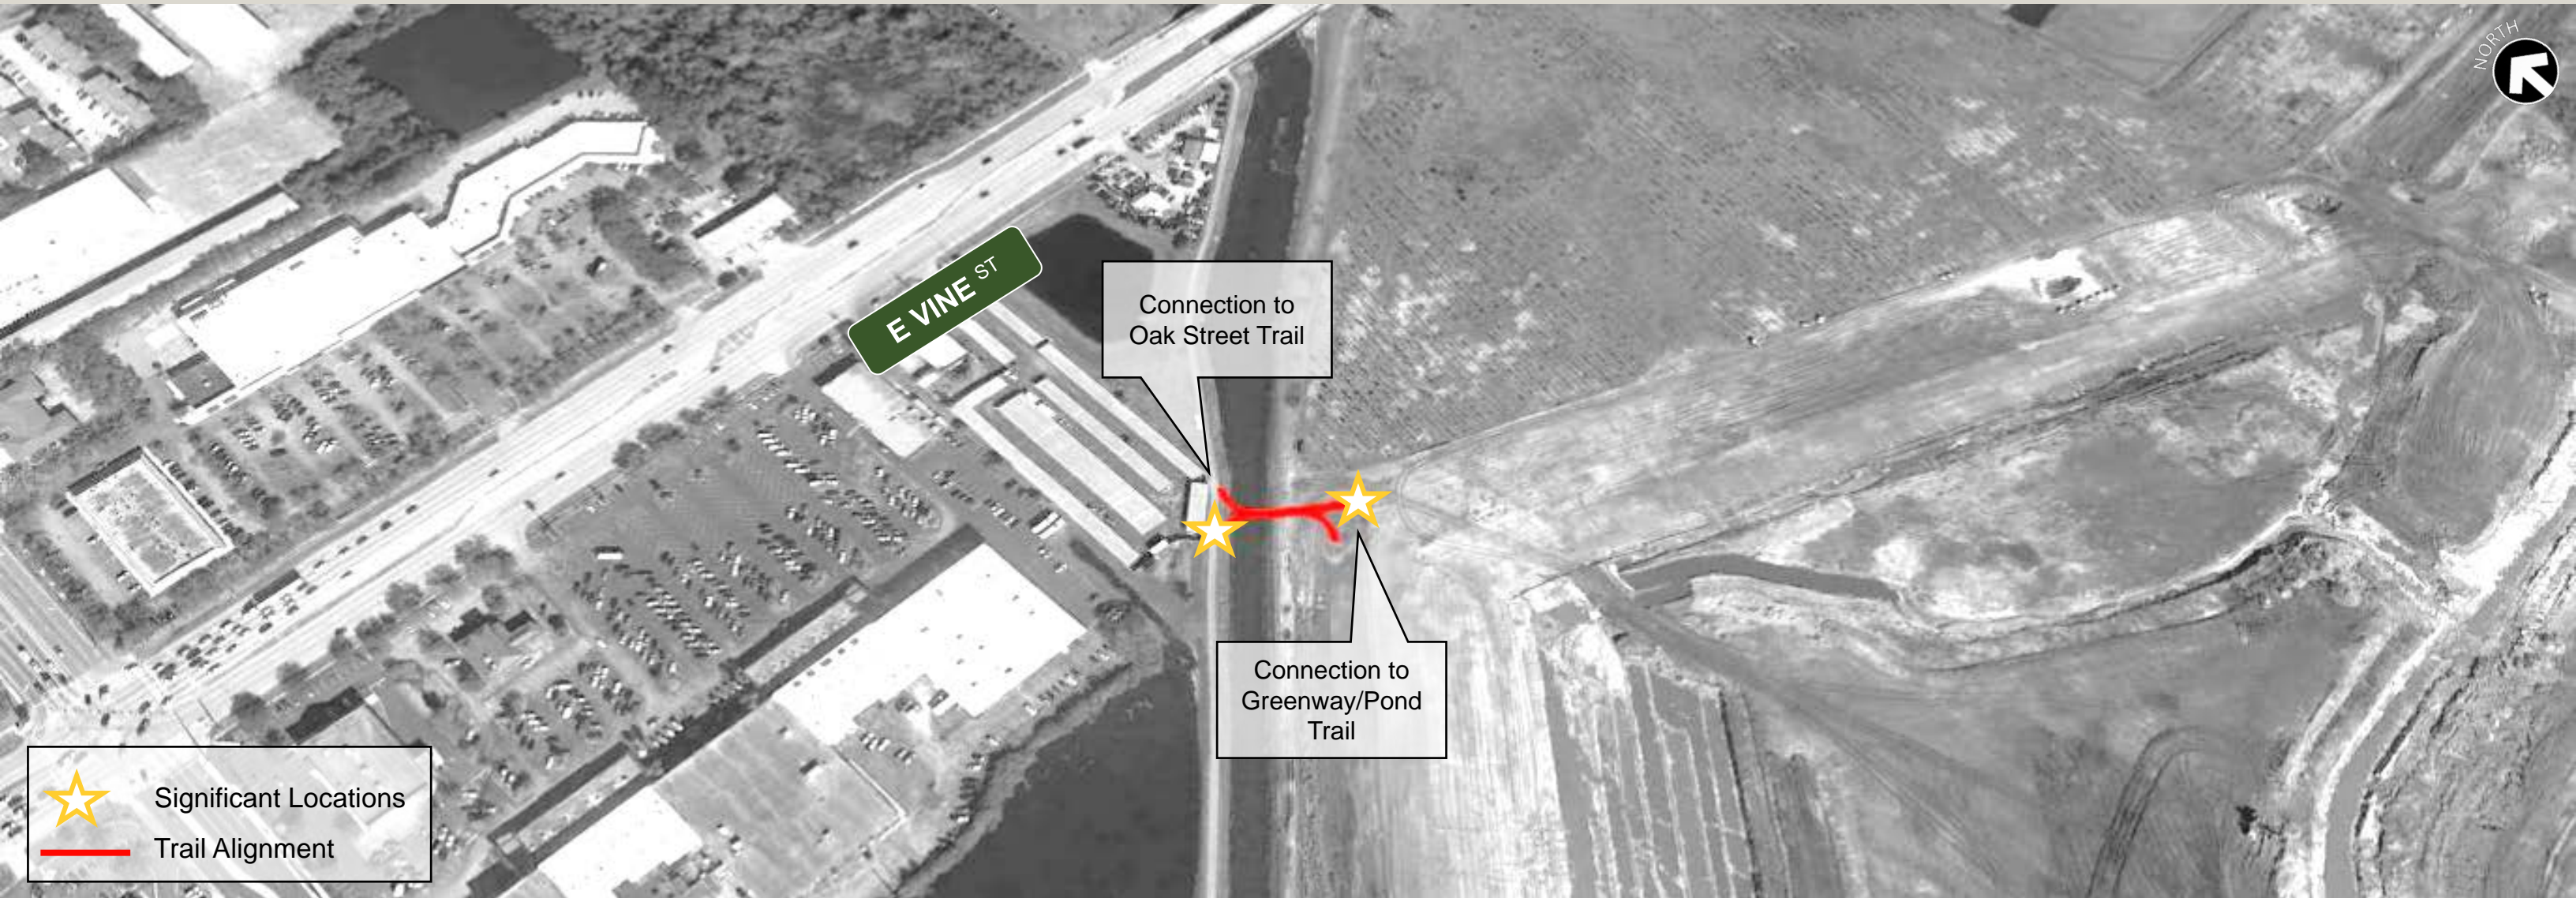 NORTH
E VINE ST
Connection to
Oak Street Trail
Connection to
Greenway/Pond
Trail
Significant Locations
Trail Alignment